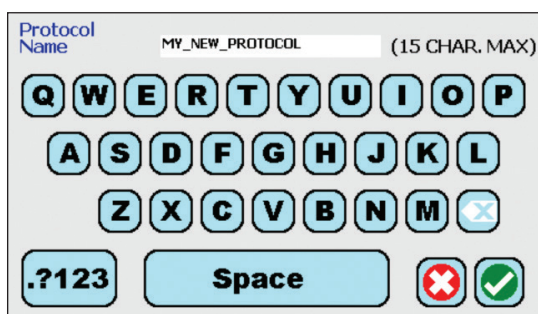 Protocol
Name MY_NEW_PROTOCOL (15 CHAR. MAX)
Q W E R T Y U I O P
A S D F G H J K L
Z X C V B N M
.?123 Space